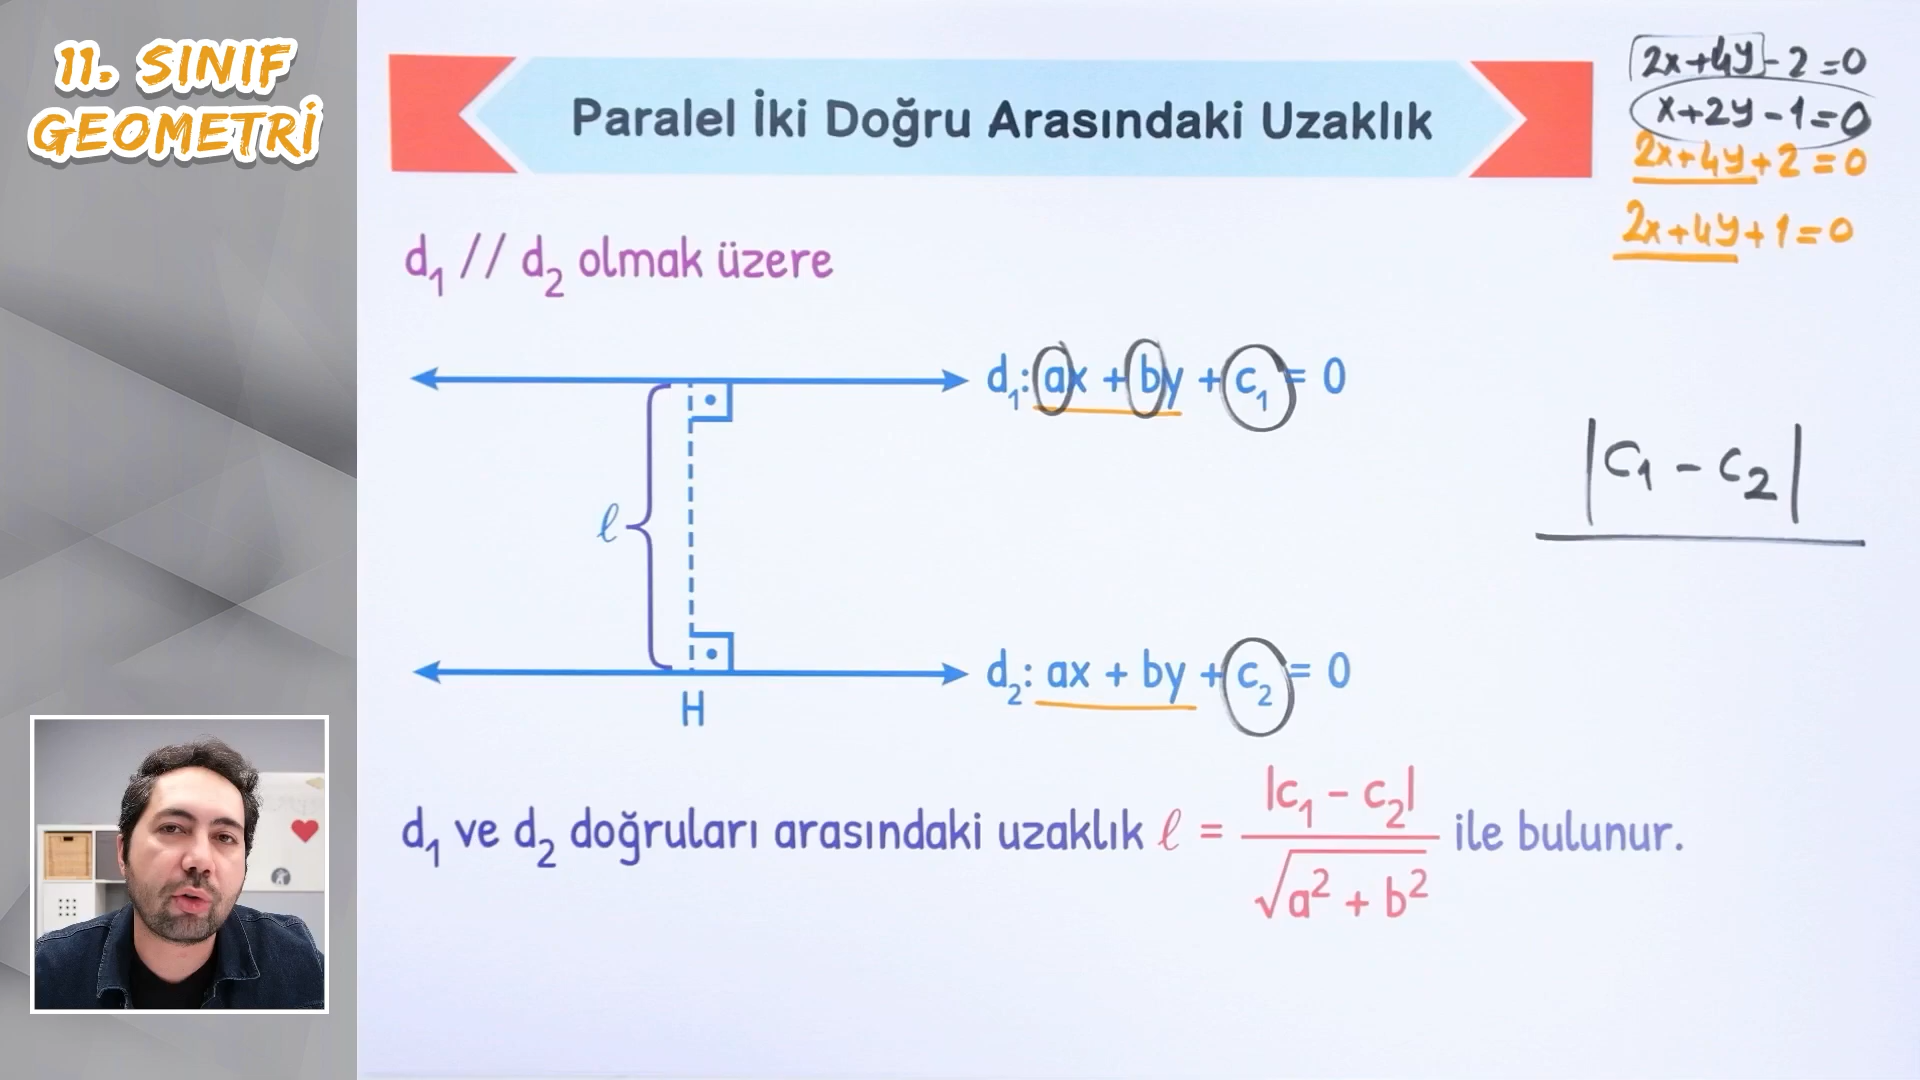 11. SINIF
GEOMETRİ
Paralel İki Doğru Arasındaki Uzaklık
2x+4y-2=0
x+2y-1=0
2x+4y+2=0
2x+4y+1=0
d₁ // d₂ olmak üzere
d₁: ax + by + c₁ = 0
|c₁ - c₂|
ℓ
d₂: ax + by + c₂ = 0
H
d₁ ve d₂ doğruları arasındaki uzaklık ℓ = |c₁ - c₂| / √a² + b² ile bulunur.